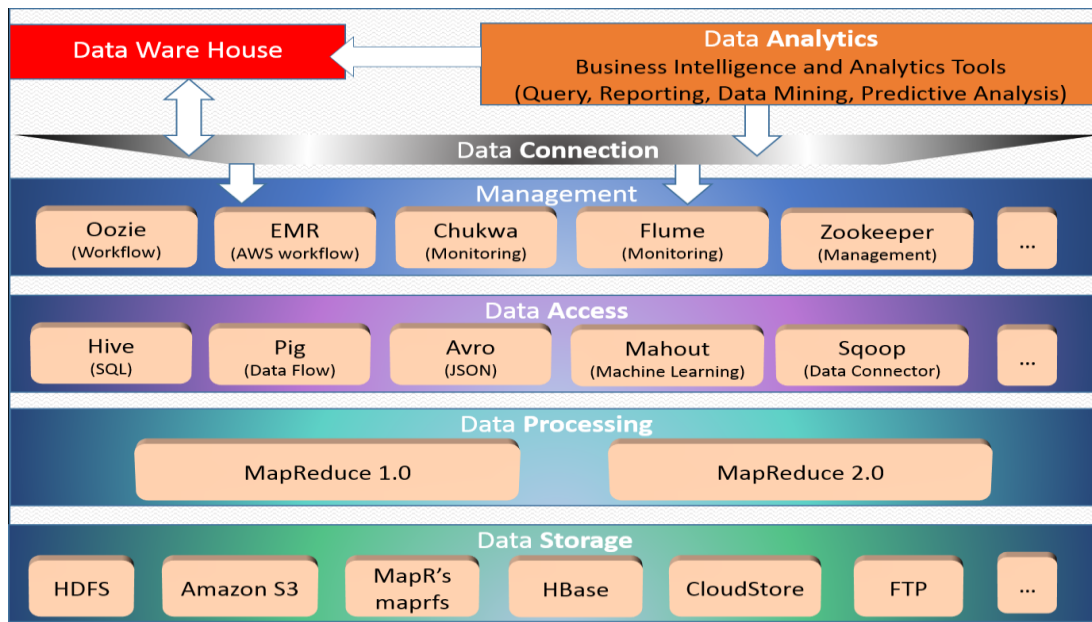 Data Ware House
Data Analytics
Business Intelligence and Analytics Tools
(Query, Reporting, Data Mining, Predictive Analysis)
Data Connection
Management
Oozie
(Workflow)
EMR
(AWS workflow)
Chukwa
(Monitoring)
Flume
(Monitoring)
Zookeeper
(Management)
...
Data Access
Hive
(SQL)
Pig
(Data Flow)
Avro
(JSON)
Mahout
(Machine Learning)
Sqoop
(Data Connector)
...
Data Processing
MapReduce 1.0
MapReduce 2.0
Data Storage
HDFS
Amazon S3
MapR’s
maprfs
HBase
CloudStore
FTP
...